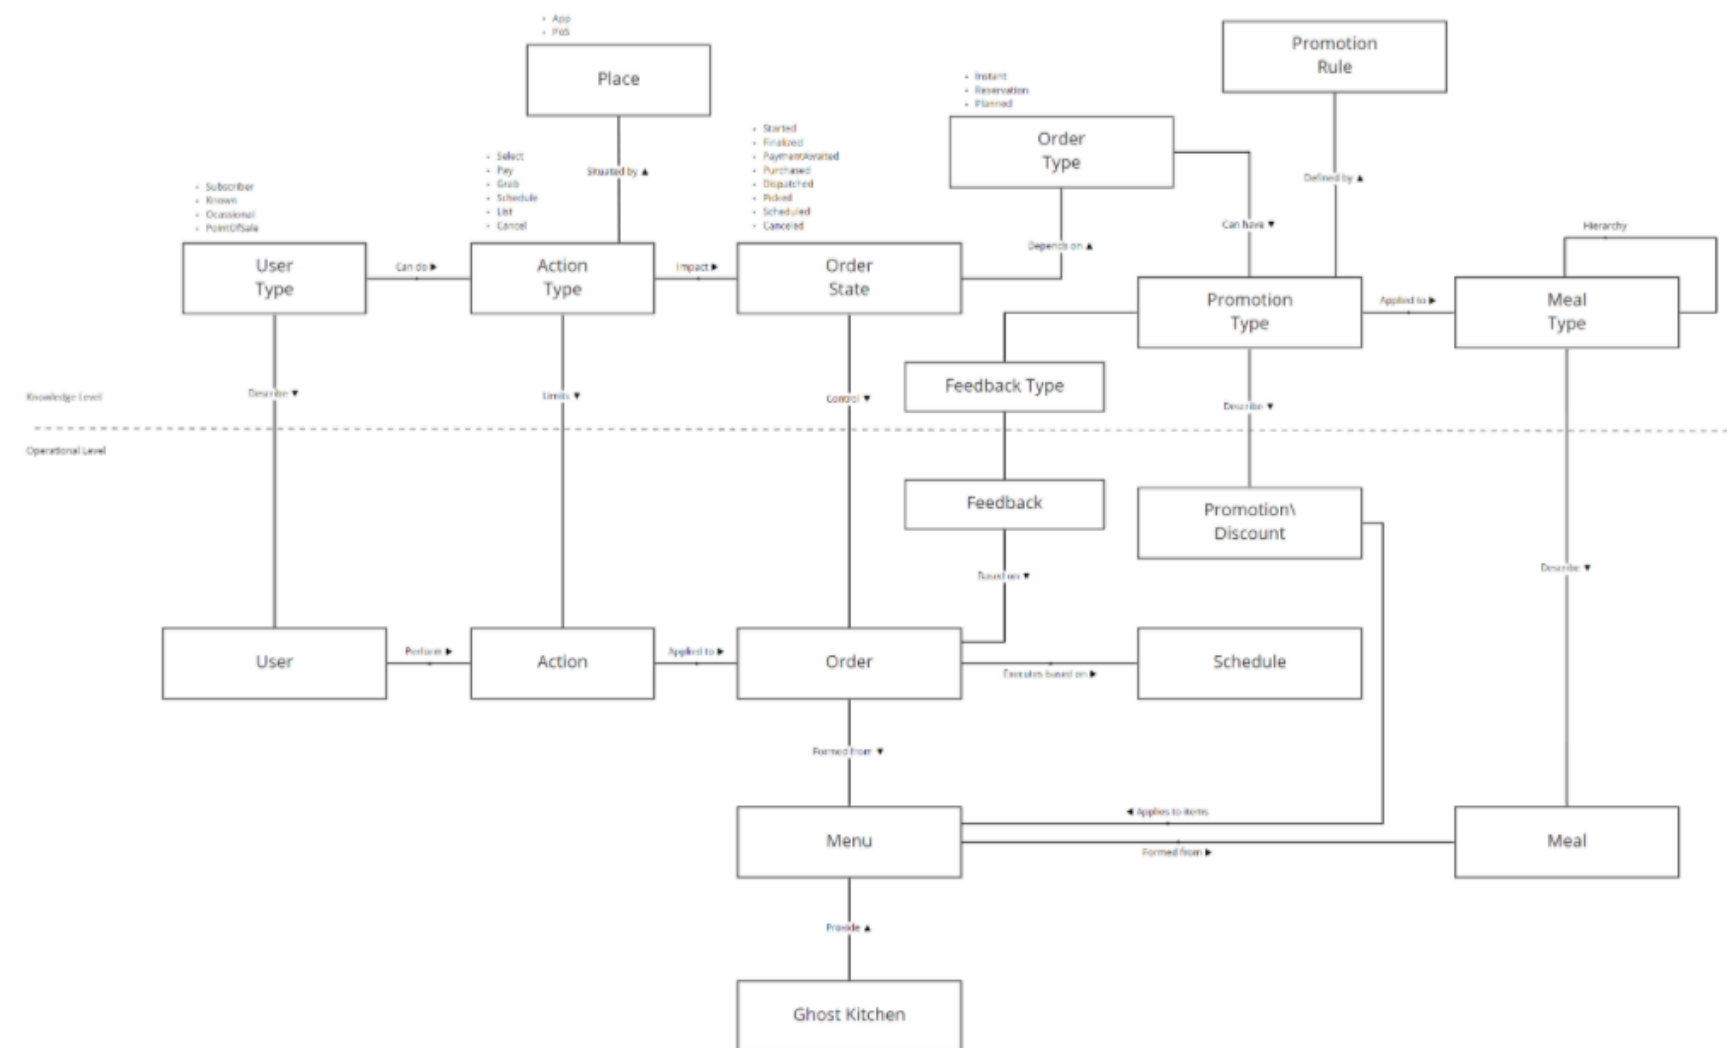 • App
• PoS
Place
Promotion
Rule
• Instant
• Reservation
• Planned
Order
Type
• Started
• Finalized
• PaymentAwaited
• Purchased
• Dispatched
• Picked
• Scheduled
• Canceled
• Select
• Pay
• Grab
• Schedule
• List
• Cancel
Situated by ▲
Defined by ▲
• Subscriber
• Known
• Ocassional
• PointOfSale
Can have ▼
Hierarchy
Depends on ▲
User
Type
Can do ▶
Action
Type
Impact ▶
Order
State
Promotion
Type
Applied to ▶
Meal
Type
Feedback Type
Knowledge Level
Describe ▼
Limits ▼
Control ▼
Describe ▼
Operational Level
Feedback
Promotion\
Discount
Based on ▼
Describe ▼
User
Perform ▶
Action
Applied to ▶
Order
Executes based on ▶
Schedule
Formed from ▼
◀ Applies to items
Menu
Formed from ▶
Meal
Provide ▲
Ghost Kitchen